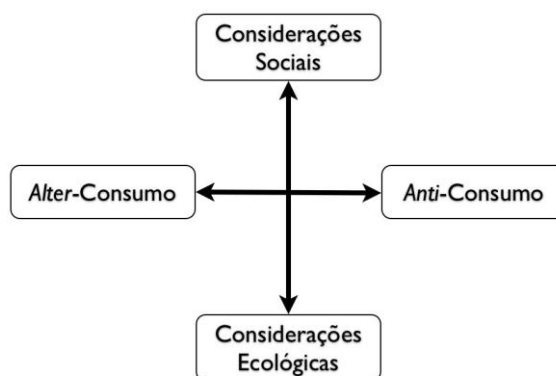 Considerações
Sociais
Alter-Consumo
Anti-Consumo
Considerações
Ecológicas